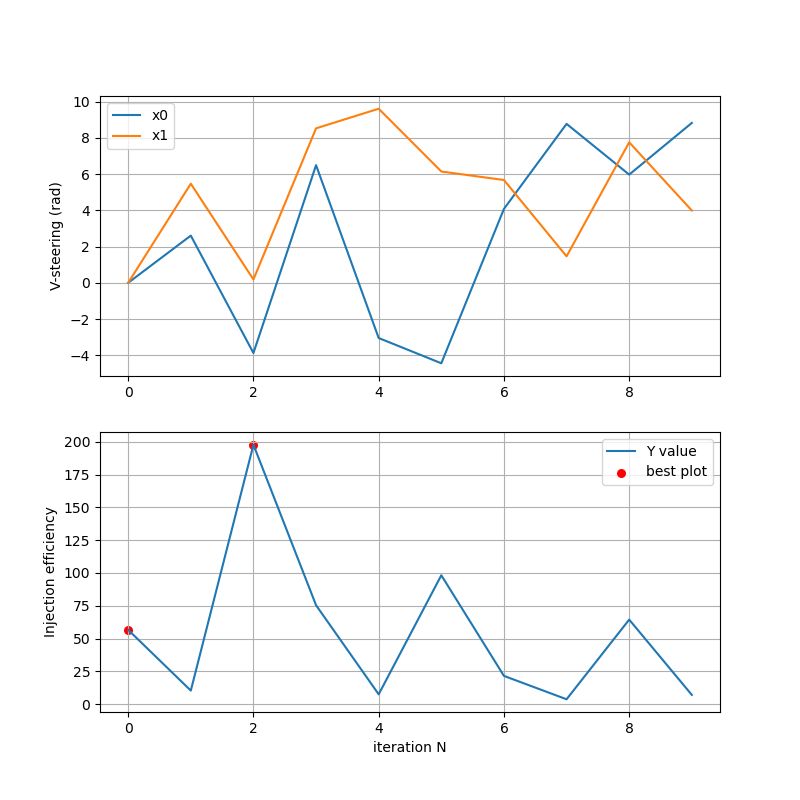 10
8
6
4
2
0
−2
−4
V-steering (rad)
x0
x1
0 2 4 6 8
200
175
150
125
100
75
50
25
0
Injection efficiency
Y value
best plot
0 2 4 6 8
iteration N